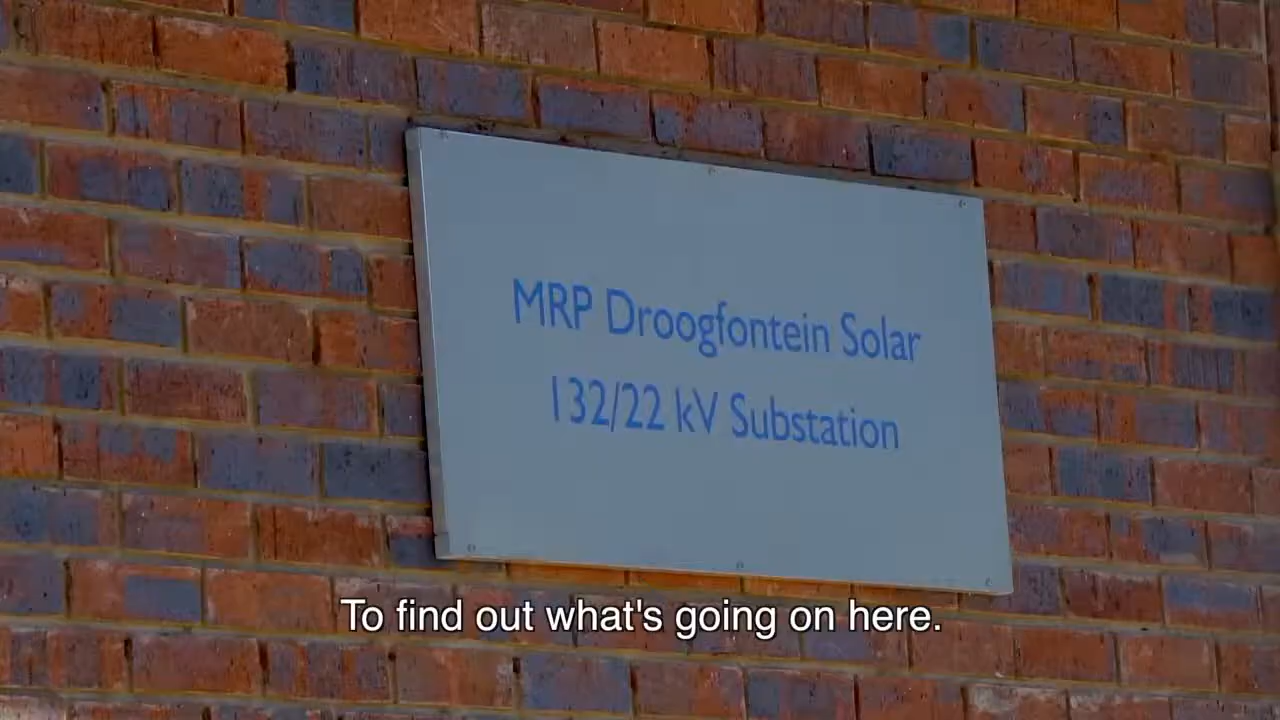 MRP Droogfontein Solar
132/22 kV Substation
To find out what's going on here.